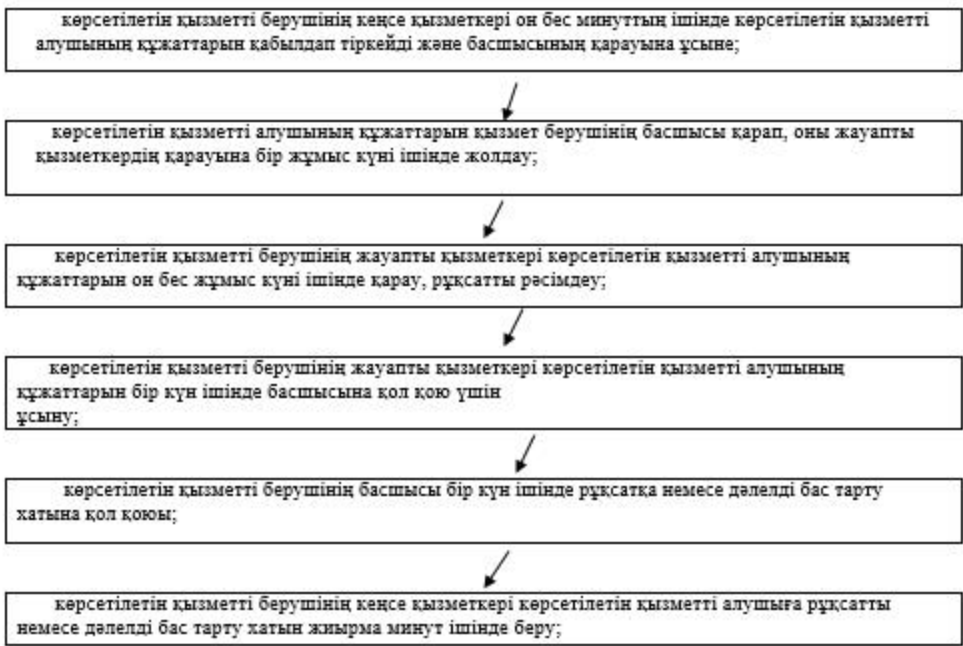 көрсетілетін қызметті берушінің кеңсе қызметкері он бес минуттың ішінде көрсетілетін қызметті
алушының құжаттарын қабылдап тіркейді және басшысының қарауына ұсыне;
көрсетілетін қызметті алушының құжаттарын қызмет берушінің басшысы қарап, оны жауапты
қызметкердің қарауына бір жұмыс күні ішінде жолдау;
көрсетілетін қызметті берушінің жауапты қызметкері көрсетілетін қызметті алушының
құжаттарын он бес жұмыс күні ішінде қарау, рұқсатты рәсімдеу;
көрсетілетін қызметті берушінің жауапты қызметкері көрсетілетін қызметті алушының
құжаттарын бір күн ішінде басшысына қол қою үшін
ұсыну;
көрсетілетін қызметті берушінің басшысы бір күн ішінде рұқсатқа немесе дәлелді бас тарту
хатына қол қоюы;
көрсетілетін қызметті берушінің кеңсе қызметкері көрсетілетін қызметті алушыға рұқсатты
немесе дәлелді бас тарту хатын жиырма минут ішінде беру;